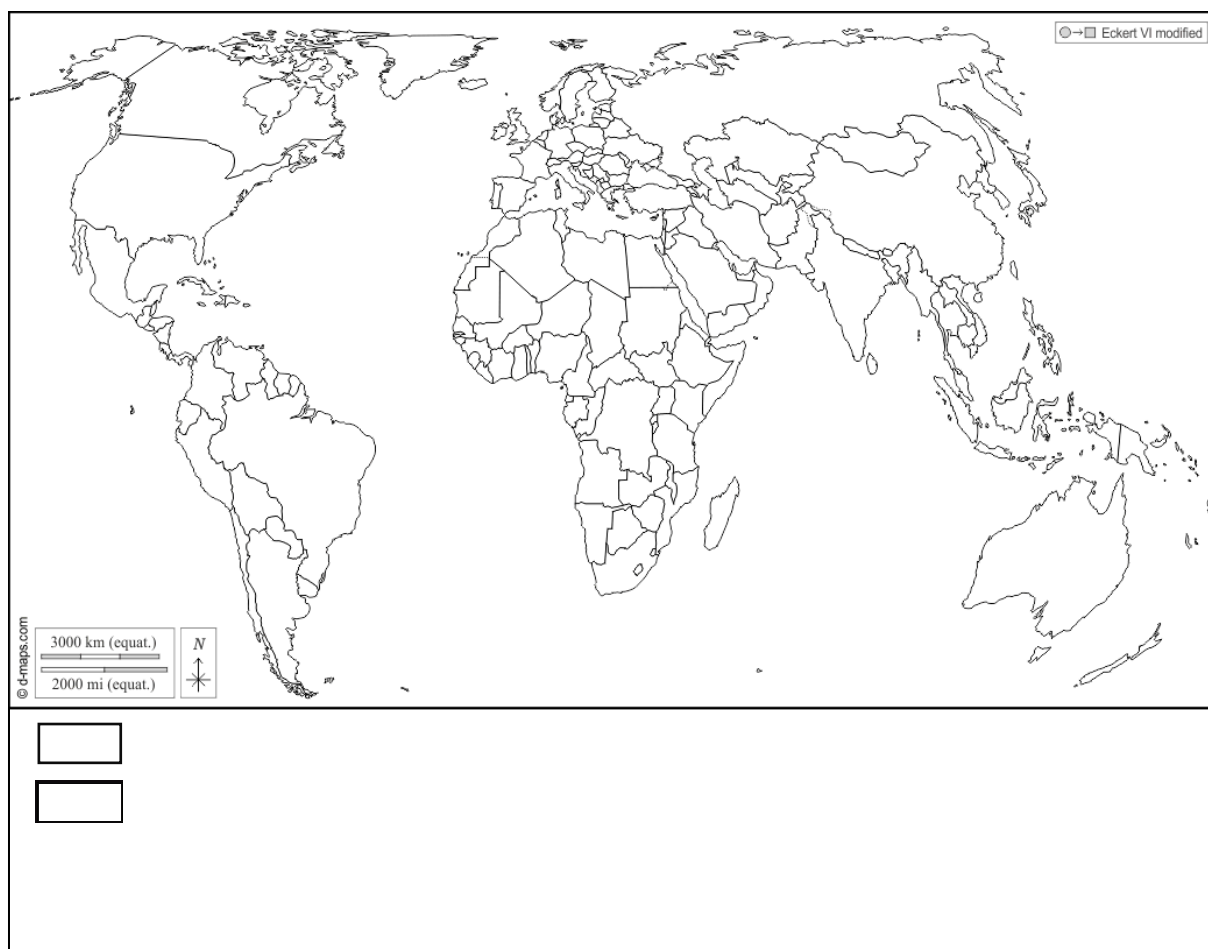 Eckert VI modified
© d-maps.com
3000 km (equat.)
2000 mi (equat.)
N